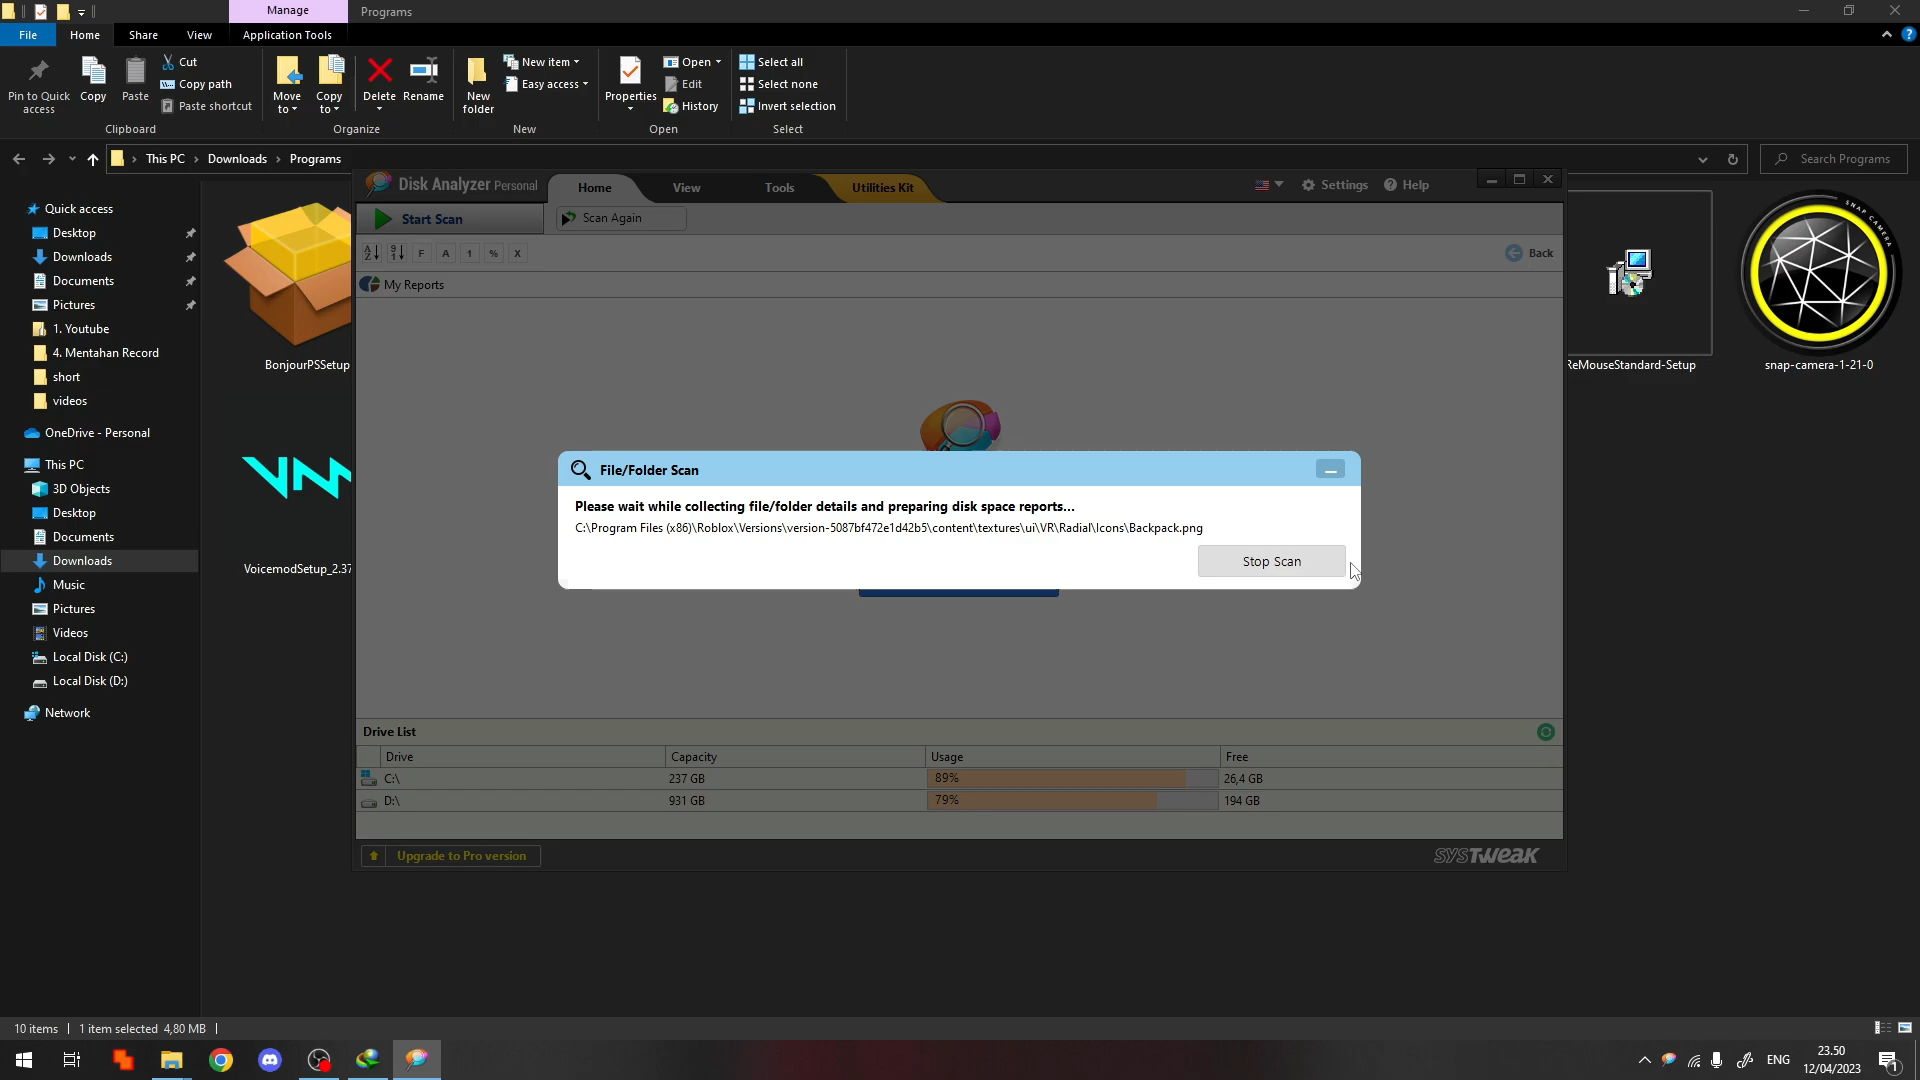 Manage
Programs
File
Home
Share
View
Application Tools
Pin to Quick access
Copy
Paste
Cut
Copy path
Paste shortcut
Clipboard
Move to
Copy to
Delete
Rename
Organize
New folder
New item
Easy access
New
Properties
Open
Edit
History
Open
Select all
Select none
Invert selection
Select
This PC
Downloads
Programs
Search Programs
Quick access
Desktop
Downloads
Documents
Pictures
1. Youtube
4. Mentahan Record
short
videos
OneDrive - Personal
This PC
3D Objects
Desktop
Documents
Downloads
Music
Pictures
Videos
Local Disk (C:)
Local Disk (D:)
Network
BonjourPSSetup
VoicemodSetup_2.37
ReMouseStandard-Setup
SNAP CAMERA
snap-camera-1-21-0
Disk Analyzer Personal
Home
View
Tools
Utilities Kit
Settings
Help
Start Scan
Scan Again
F
A
1
%
X
Back
My Reports
File/Folder Scan
Please wait while collecting file/folder details and preparing disk space reports...
C:\Program Files (x86)\Roblox\Versions\version-5087bf472e1d42b5\content\textures\ui\VR\Radial\Icons\Backpack.png
Stop Scan
Drive List
Drive
Capacity
Usage
Free
C:\
237 GB
89%
26,4 GB
D:\
931 GB
79%
194 GB
Upgrade to Pro version
SYSTWEAK
10 items
1 item selected 4,80 MB
ENG
23.50
12/04/2023
1